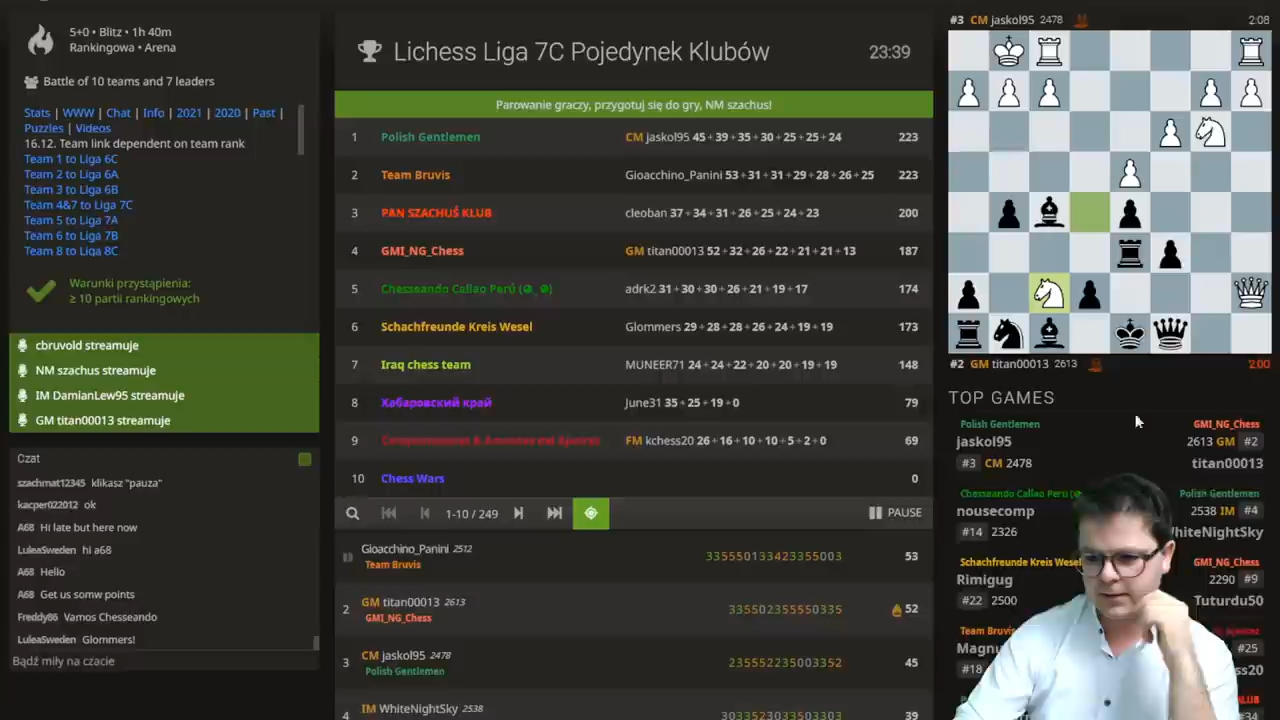 5+0 • Blitz • 1h 40m
Rankingowa • Arena
Battle of 10 teams and 7 leaders
Stats | WWW | Chat | Info | 2021 | 2020 | Past |
Puzzles | Videos
16.12. Team link dependent on team rank
Team 1 to Liga 6C
Team 2 to Liga 6A
Team 3 to Liga 6B
Team 4&7 to Liga 7C
Team 5 to Liga 7A
Team 6 to Liga 7B
Team 8 to Liga 8C
Warunki przystąpienia:
≥ 10 partii rankingowych
cbruvold streamuje
NM szachus streamuje
IM DamianLew95 streamuje
GM titan00013 streamuje
Czat
szachmat12345 klikasz "pauza"
kacper022012 ok
A68 Hi late but here now
LuleaSweden hi a68
A68 Hello
A68 Get us somw points
Freddy86 Vamos Chesseando
LuleaSweden Glommers!
Bądź miły na czacie
Lichess Liga 7C Pojedynek Klubów 23:39
Parowanie graczy, przygotuj się do gry, NM szachus!
1 Polish Gentlemen CM jaskol95 45+39+35+30+25+25+24 223
2 Team Bruvis Gioacchino_Panini 53+31+31+29+28+26+25 223
3 PAN SZACHUŚ KLUB cleoban 37+34+31+26+25+24+23 200
4 GMI_NG_Chess GM titan00013 52+32+26+22+21+21+13 187
5 Chesseando Callao Perú adrk2 31+30+30+26+21+19+17 174
6 Schachfreunde Kreis Wesel Glommers 29+28+28+26+24+19+19 173
7 Iraq chess team MUNEER71 24+24+22+20+20+19+19 148
8 Хабаровский край June31 35+25+19+0 79
9 FM kchess20 26+16+10+10+5+2+0 69
10 Chess Wars 0
1-10 / 249 PAUSE
Gioacchino_Panini 2512 33555501334233550​03 53
Team Bruvis
2 GM titan00013 2613 335502355550335 52
GMI_NG_Chess
3 CM jaskol95 2478 2355522350033​52 45
Polish Gentlemen
4 IM WhiteNightSky 2538 3033523033503303 39
#3 CM jaskol95 2478 2:08
#2 GM titan00013 2613 2:00
TOP GAMES
Polish Gentlemen GMI_NG_Chess
jaskol95 2613 GM #2
#3 CM 2478 titan00013
Chesseando Callao Perú Polish Gentlemen
nousecomp 2538 IM #4
#14 2326 WhiteNightSky
Schachfreunde Kreis Wesel GMI_NG_Chess
Rimigug 2290 #9
#22 2500 Tuturdu50
Team Bruvis
Magnu #25
#18 ss20
#34